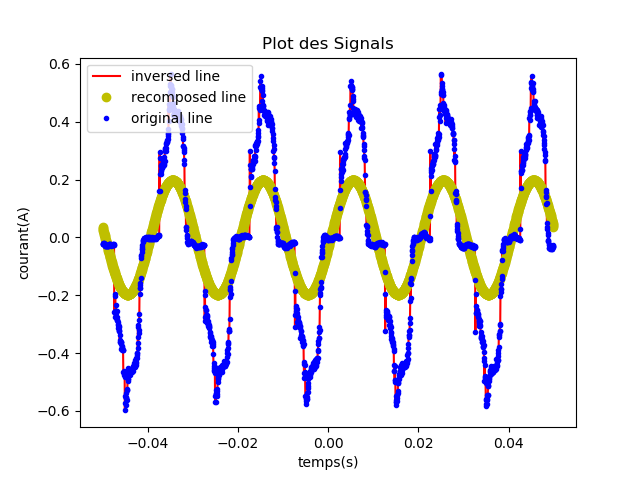 Plot des Signals
inversed line
recomposed line
original line
courant(A)
0.6
0.4
0.2
0.0
−0.2
−0.4
−0.6
−0.04
−0.02
0.00
0.02
0.04
temps(s)